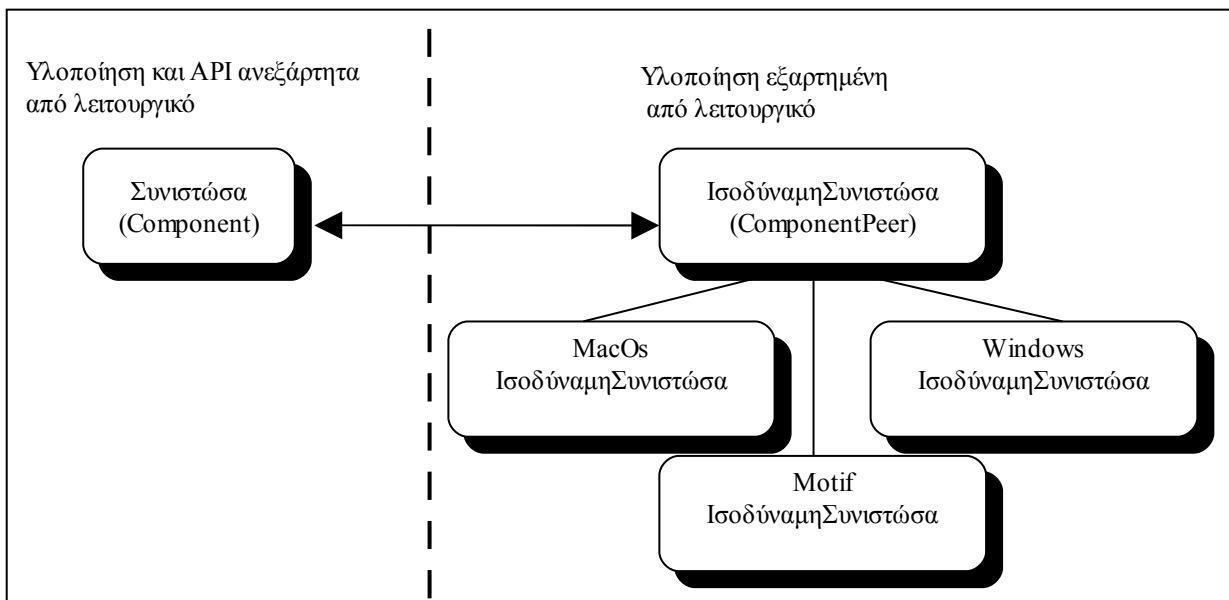 Υλοποίηση και API ανεξάρτητα
από λειτουργικό
Υλοποίηση εξαρτημένη
από λειτουργικό
Συνιστώσα
(Component)
ΙσοδύναμηΣυνιστώσα
(ComponentPeer)
MacOs
ΙσοδύναμηΣυνιστώσα
Windows
ΙσοδύναμηΣυνιστώσα
Motif
ΙσοδύναμηΣυνιστώσα